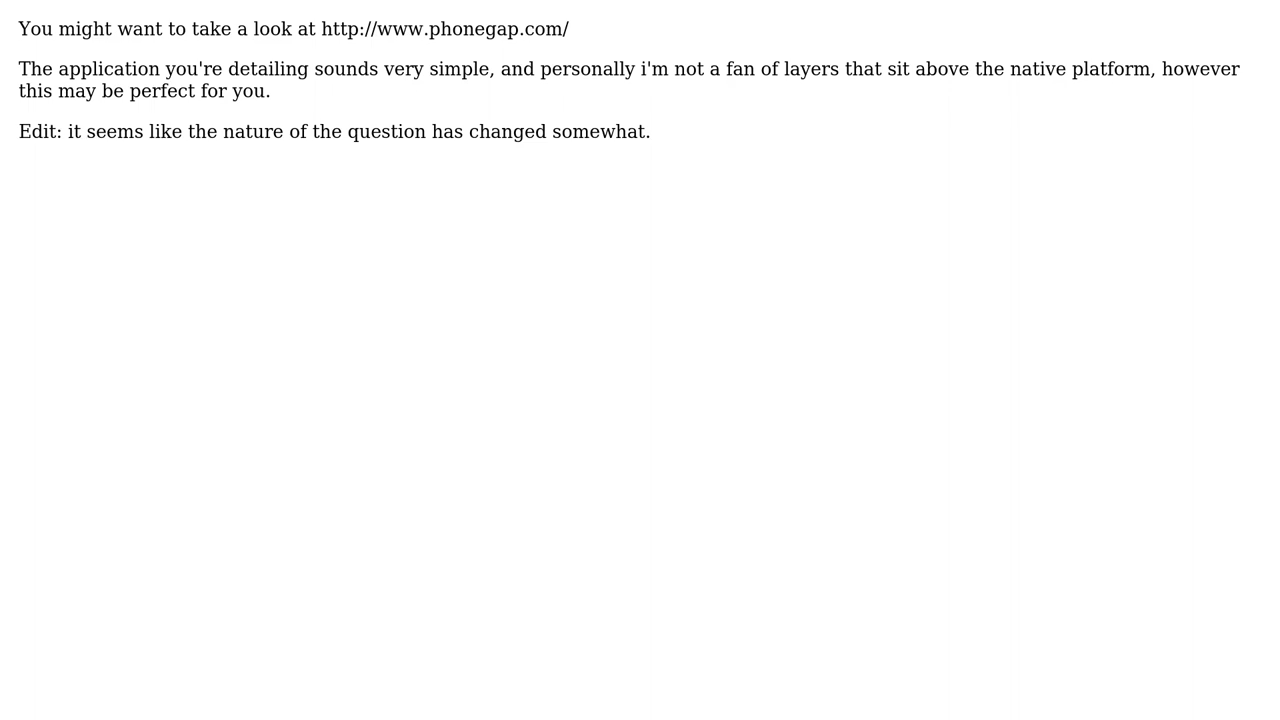 You might want to take a look at http://www.phonegap.com/
The application you're detailing sounds very simple, and personally i'm not a fan of layers that sit above the native platform, however
this may be perfect for you.
Edit: it seems like the nature of the question has changed somewhat.